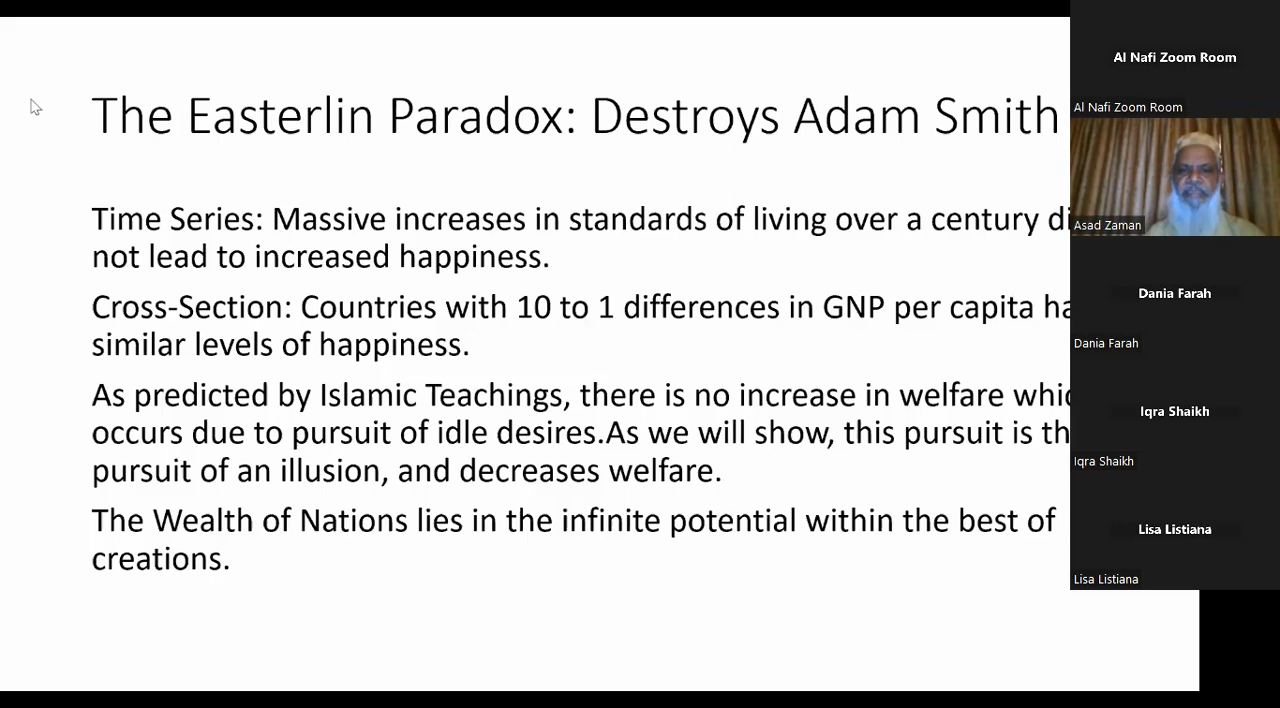 The Easterlin Paradox: Destroys Adam Smith
Time Series: Massive increases in standards of living over a century
not lead to increased happiness.
Cross-Section: Countries with 10 to 1 differences in GNP per capita
similar levels of happiness.
As predicted by Islamic Teachings, there is no increase in welfare
occurs due to pursuit of idle desires.As we will show, this pursuit is
pursuit of an illusion, and decreases welfare.
The Wealth of Nations lies in the infinite potential within the best of
creations.
Al Nafi Zoom Room
Al Nafi Zoom Room
Asad Zaman
Dania Farah
Dania Farah
Iqra Shaikh
Iqra Shaikh
Lisa Listiana
Lisa Listiana